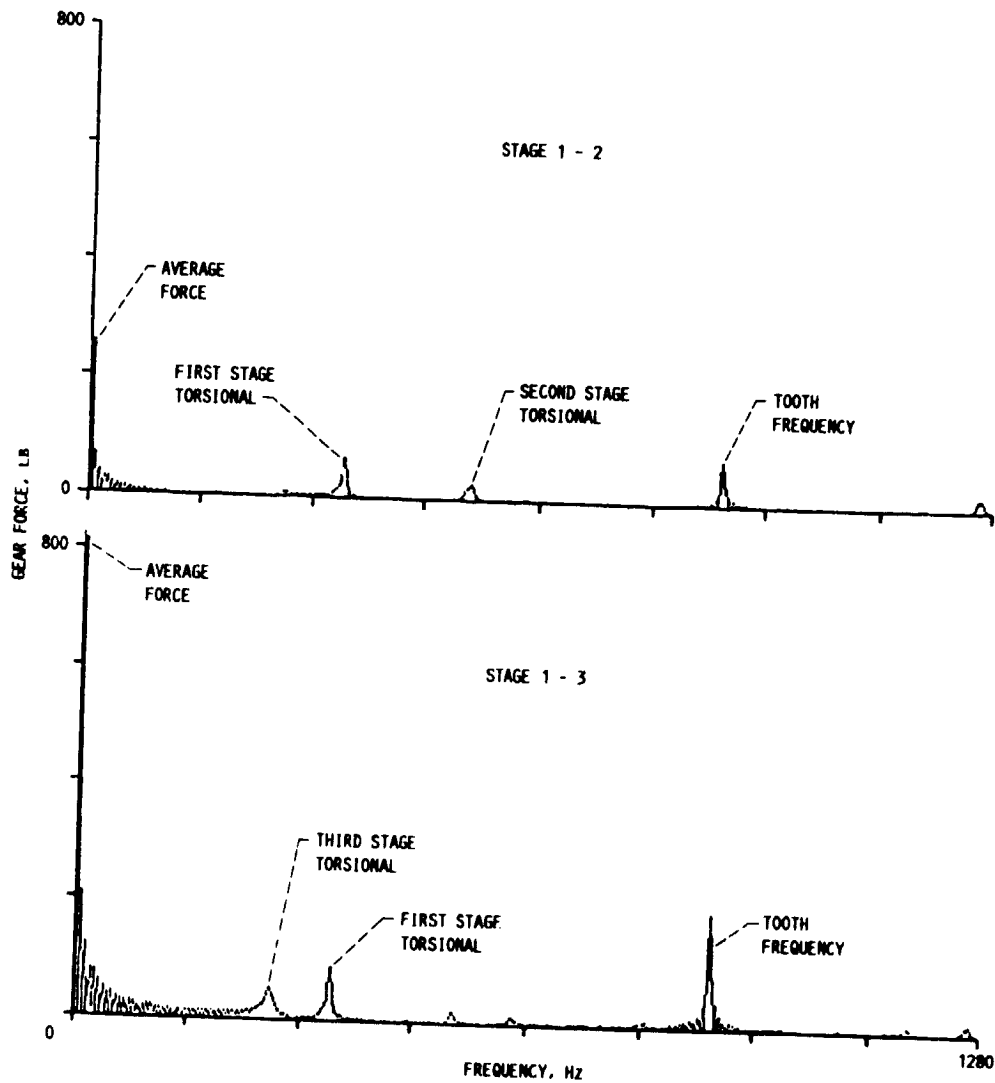 800
STAGE 1 - 2
AVERAGE
FORCE
FIRST STAGE
TORSIONAL
SECOND STAGE
TORSIONAL
TOOTH
FREQUENCY
0
GEAR FORCE, LB
800
AVERAGE
FORCE
STAGE 1 - 3
THIRD STAGE
TORSIONAL
FIRST STAGE
TORSIONAL
TOOTH
FREQUENCY
0
1280
FREQUENCY, Hz